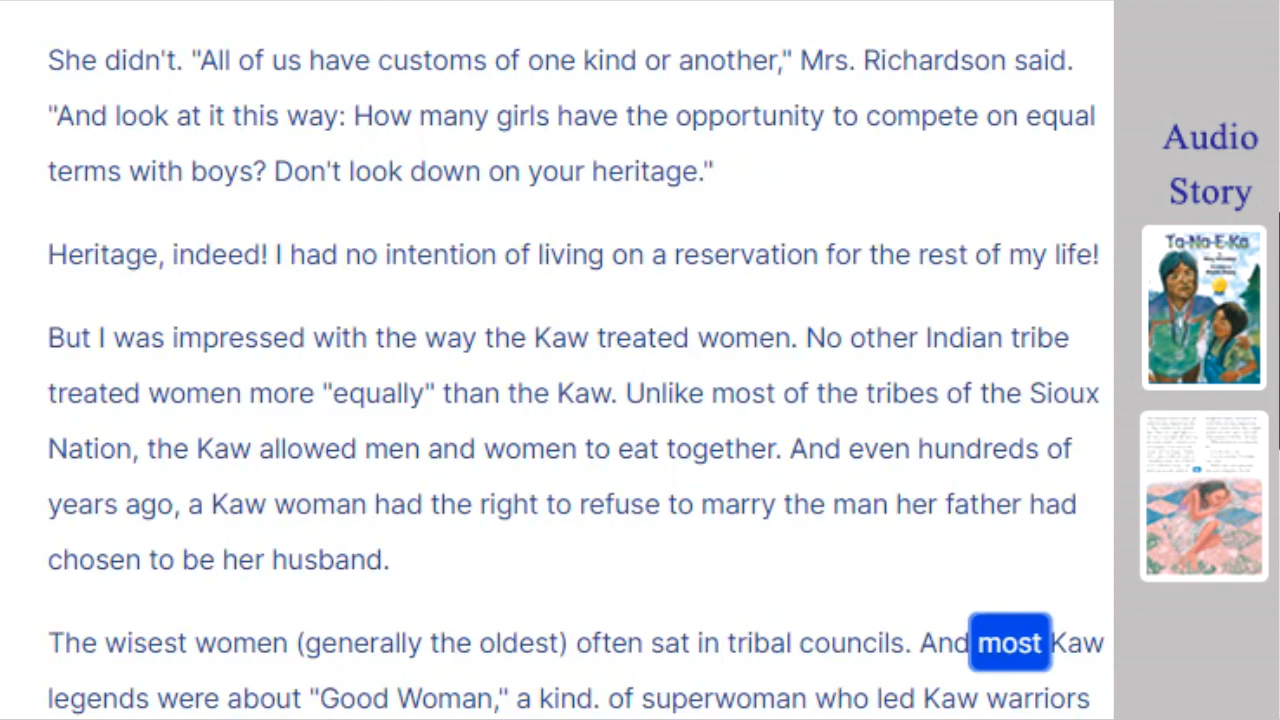 She didn't. "All of us have customs of one kind or another," Mrs. Richardson said.
"And look at it this way: How many girls have the opportunity to compete on equal
terms with boys? Don't look down on your heritage."
Heritage, indeed! I had no intention of living on a reservation for the rest of my life!
But I was impressed with the way the Kaw treated women. No other Indian tribe
treated women more "equally" than the Kaw. Unlike most of the tribes of the Sioux
Nation, the Kaw allowed men and women to eat together. And even hundreds of
years ago, a Kaw woman had the right to refuse to marry the man her father had
chosen to be her husband.
The wisest women (generally the oldest) often sat in tribal councils. And most Kaw
legends were about "Good Woman," a kind. of superwoman who led Kaw warriors
Audio
Story
Ta-Na-E-Ka